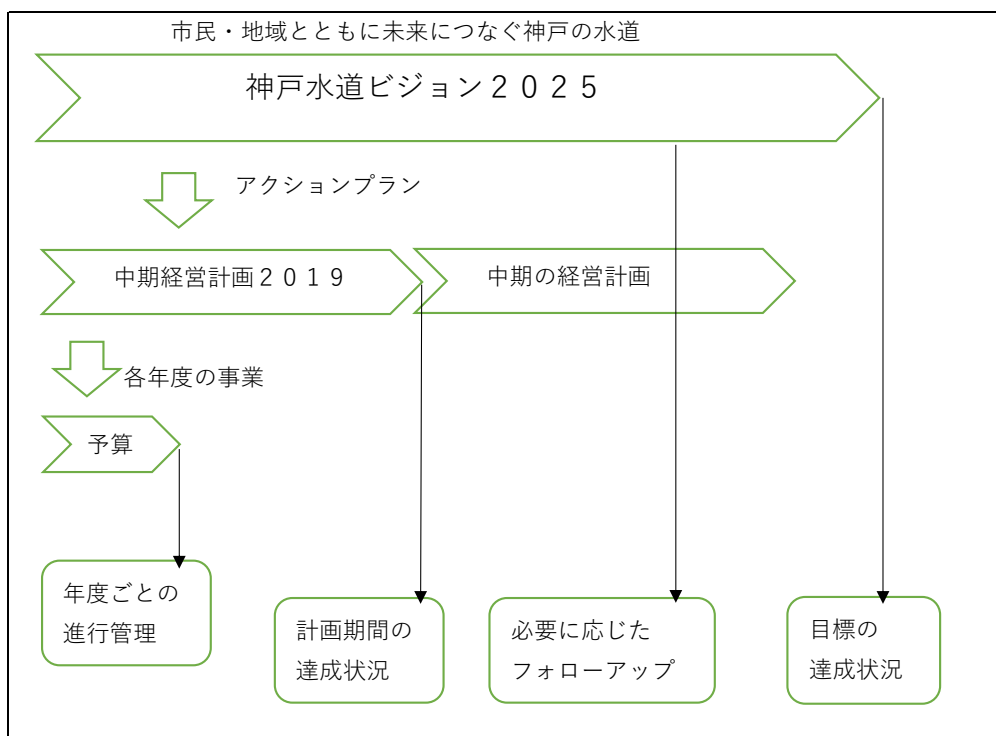 市民・地域とともに未来につなぐ神戸の水道
神戸水道ビジョン２０２５
アクションプラン
中期経営計画２０１９
中期の経営計画
各年度の事業
予算
年度ごとの
進行管理
計画期間の
達成状況
必要に応じた
フォローアップ
目標の
達成状況